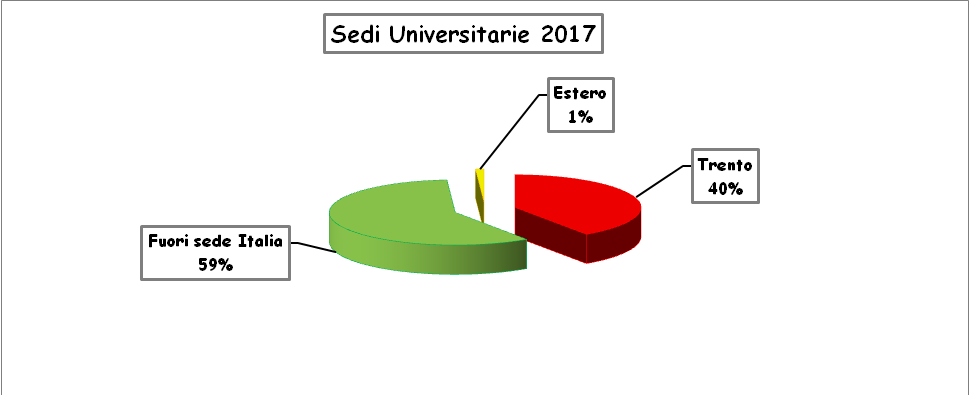 Sedi Universitarie 2017
Estero
1%
Trento
40%
Fuori sede Italia
59%